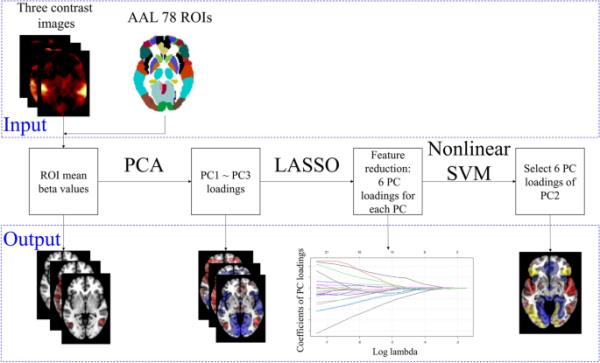 Three contrast
images
AAL 78 ROIs
Input
ROI mean
beta values
PCA
PC1 ~ PC3
loadings
LASSO
Feature
reduction:
6 PC
loadings for
each PC
Nonlinear
SVM
Select 6 PC
loadings of
PC2
Output
Coefficients of PC loadings
Log lambda